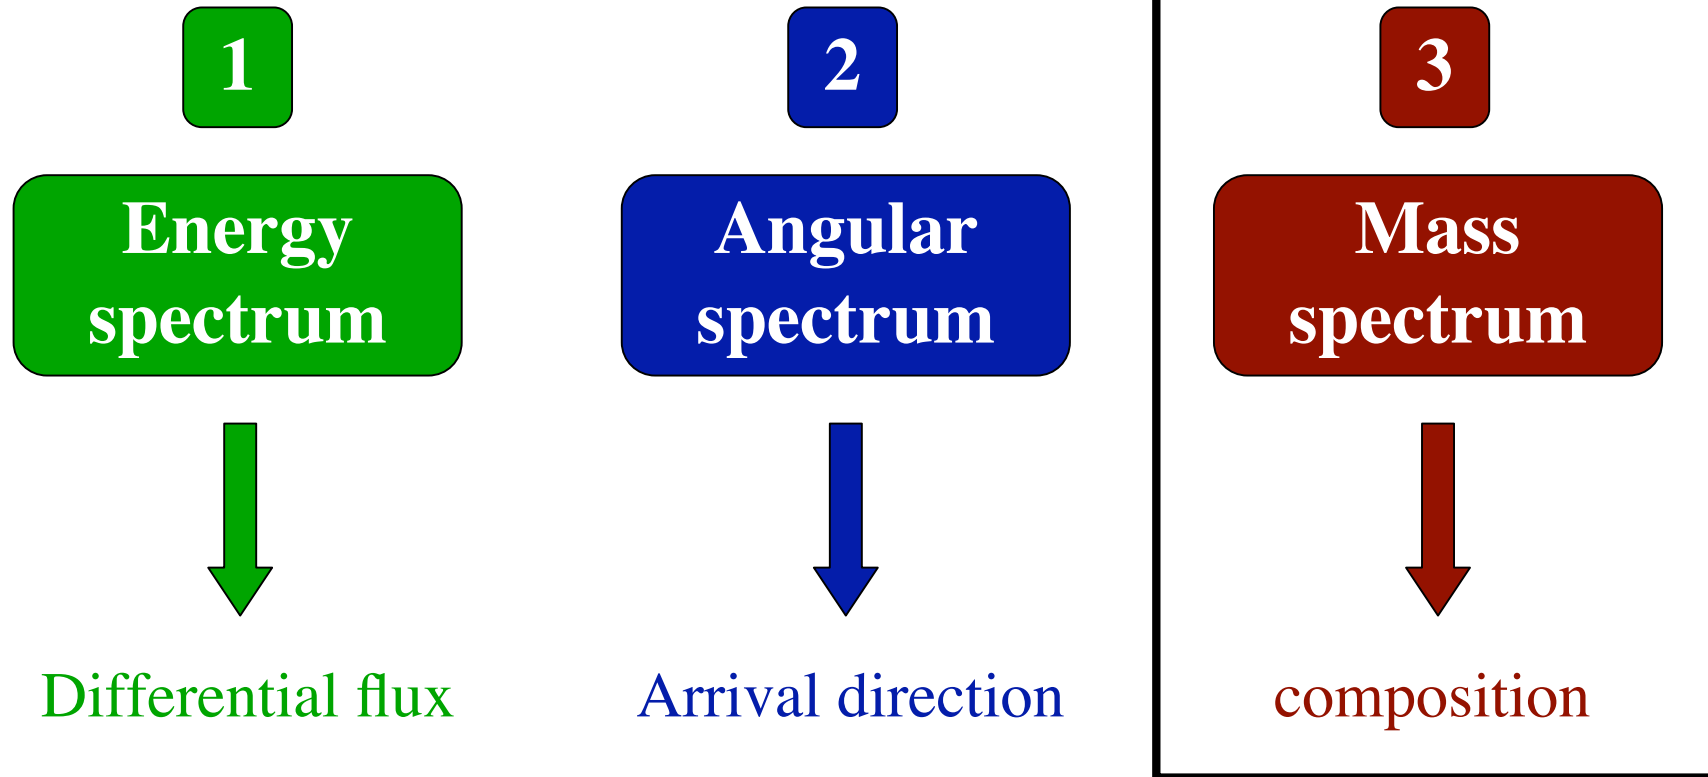 1
Energy
spectrum
Differential flux
2
Angular
spectrum
Arrival direction
3
Mass
spectrum
composition